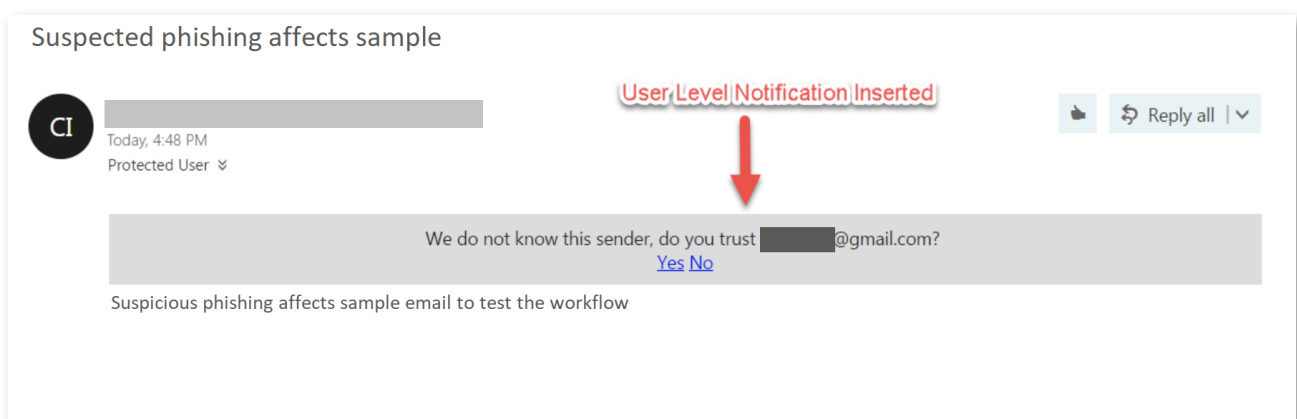 Suspected phishing affects sample
User Level Notification Inserted
CI
Reply all
Today, 4:48 PM
Protected User
We do not know this sender, do you trust @gmail.com?
Yes No
Suspicious phishing affects sample email to test the workflow